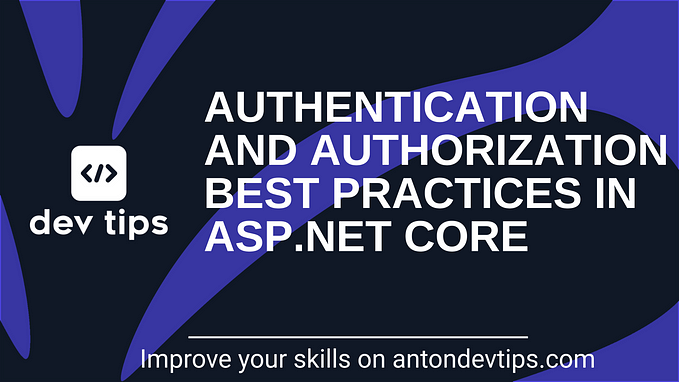 </>
dev tips
AUTHENTICATION
AND AUTHORIZATION
BEST PRACTICES IN
ASP.NET CORE
Improve your skills on antondevtips.com